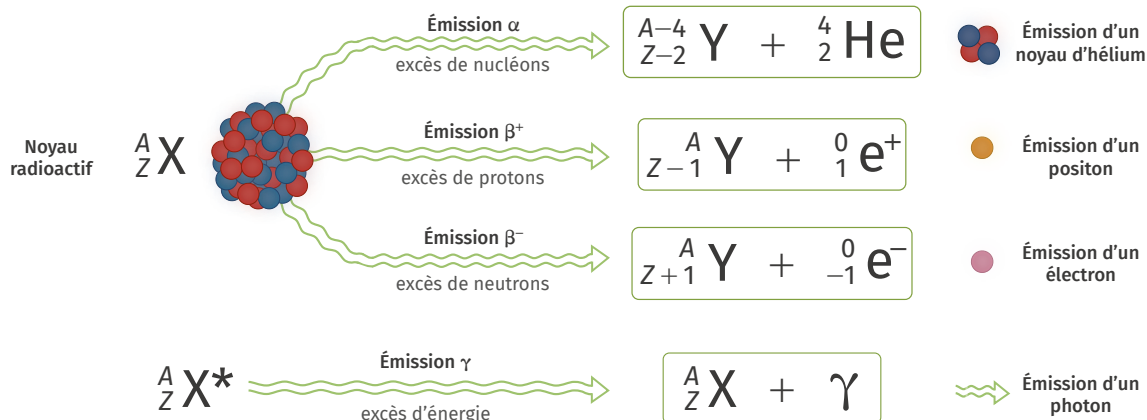 Émission α
excès de nucléons
A−4
Z−2 Y + 4
2 He
Émission d'un
noyau d'hélium
Noyau
radioactif
A
Z X
Émission β+
excès de protons
A
Z−1 Y + 0
1 e+
Émission d'un
positon
Émission β−
excès de neutrons
A
Z+1 Y + 0
−1 e−
Émission d'un
électron
A
Z X*
Émission γ
excès d'énergie
A
Z X + γ
Émission d'un
photon